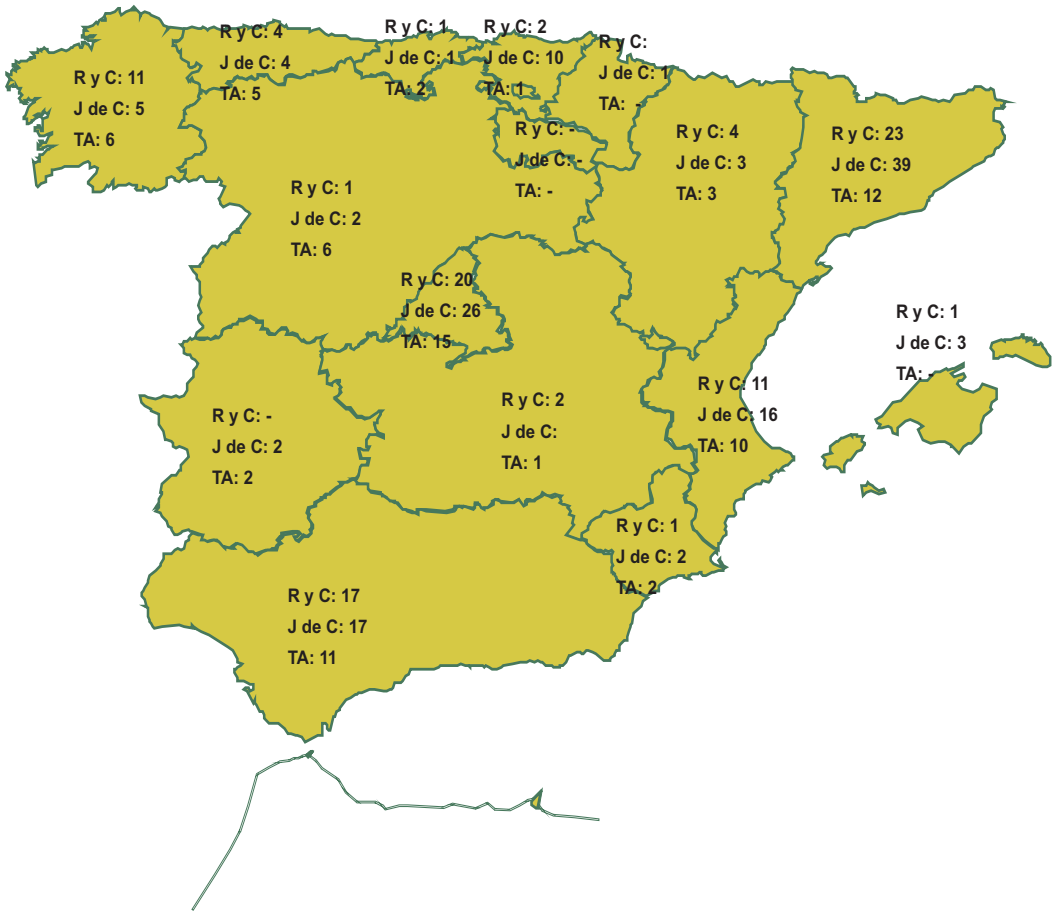 R y C: 4
J de C: 4
TA: 5
R y C: 1
J de C: 1
TA: 2
R y C: 2
J de C: 10
TA: 1
R y C:
J de C: 1
TA: -
R y C: 11
J de C: 5
TA: 6
R y C: -
J de C: -
TA: -
R y C: 4
J de C: 3
TA: 3
R y C: 23
J de C: 39
TA: 12
R y C: 1
J de C: 2
TA: 6
R y C: 20
J de C: 26
TA: 15
R y C: 1
J de C: 3
TA: -
R y C: -
J de C: 2
TA: 2
R y C: 2
J de C:
TA: 1
R y C: 11
J de C: 16
TA: 10
R y C: 1
J de C: 2
TA: 2
R y C: 17
J de C: 17
TA: 11